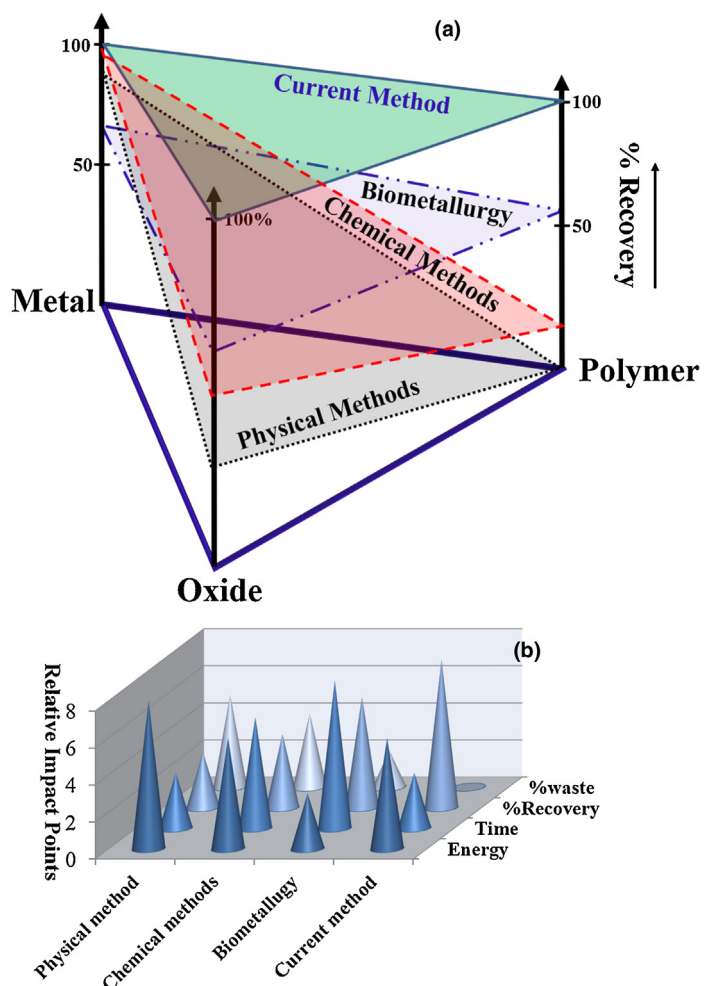 (a)
100
Current Method
100
50
Biometallurgy
% Recovery
100%
Chemical Methods
50
Metal
Polymer
Physical Methods
Oxide
(b)
Relative Impact Points
8
6
4
2
0
%waste
%Recovery
Time
Energy
Physical method
Chemical methods
Biometallugy
Current method